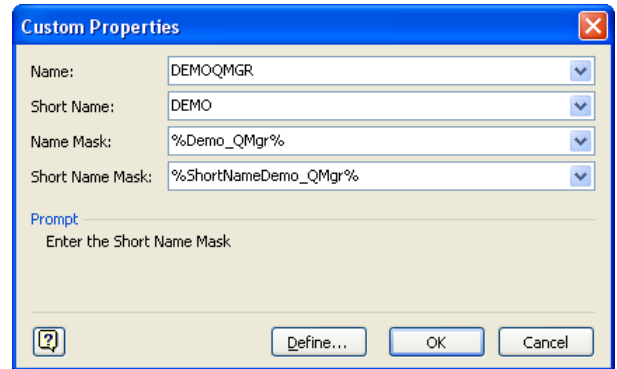 Custom Properties
Name: DEMOQMGR
Short Name: DEMO
Name Mask: %Demo_QMgr%
Short Name Mask: %ShortNameDemo_QMgr%
Prompt
Enter the Short Name Mask
? Define... OK Cancel